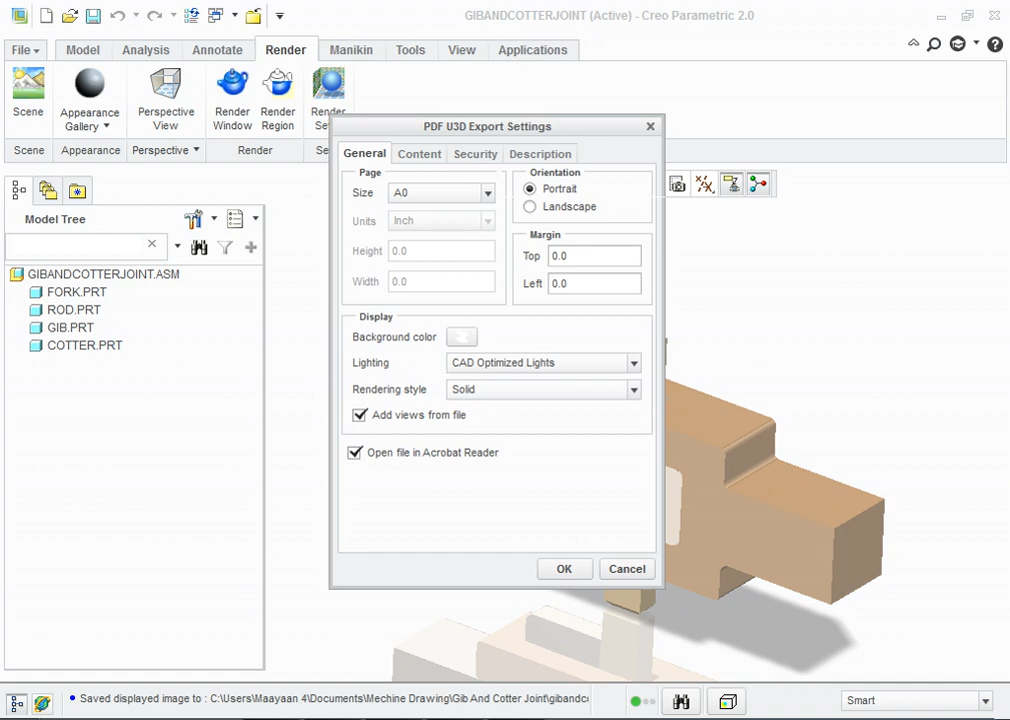 GIBANDCOTTERJOINT (Active) - Creo Parametric 2.0
File Model Analysis Annotate Render Manikin Tools View Applications
Scene
Appearance Gallery
Perspective View
Render Window
Render Region
Render
Scene Appearance Perspective Render
PDF U3D Export Settings
General Content Security Description
Page
Size A0
Units Inch
Height 0.0
Width 0.0
Orientation
Portrait
Landscape
Margin
Top 0.0
Left 0.0
Display
Background color
Lighting CAD Optimized Lights
Rendering style Solid
Add views from file
Open file in Acrobat Reader
OK Cancel
Model Tree
GIBANDCOTTERJOINT.ASM
FORK.PRT
ROD.PRT
GIB.PRT
COTTER.PRT
• Saved displayed image to : C:\Users\Maayaan 4\Documents\Mechine Drawing\Gib And Cotter Joint\gibandc
Smart